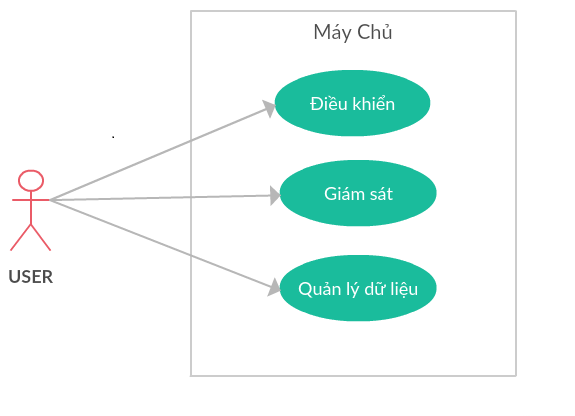 Máy Chủ
Điều khiển
Giám sát
USER
Quản lý dữ liệu